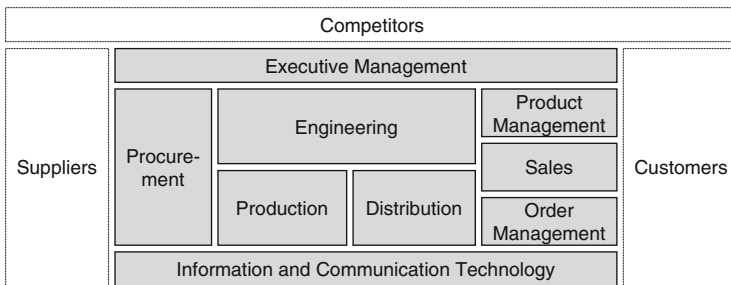 Competitors
Executive Management
Suppliers
Procure-
ment
Engineering
Production
Distribution
Product
Management
Sales
Order
Management
Customers
Information and Communication Technology